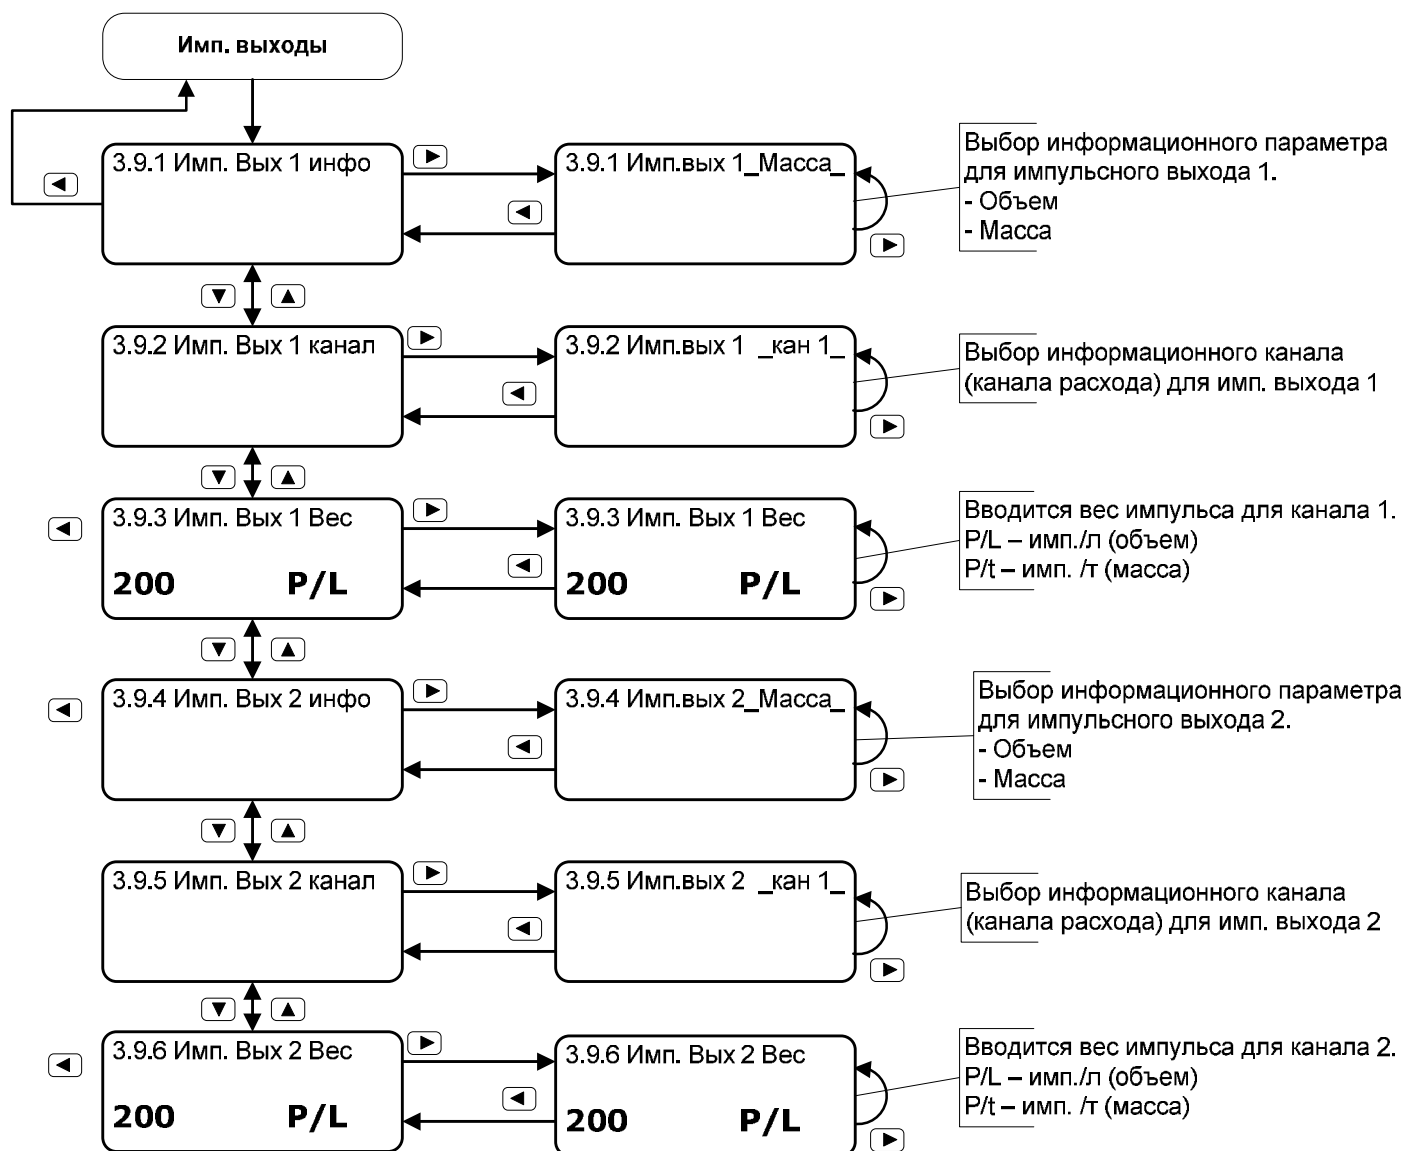 Имп. выходы
3.9.1 Имп. Вых 1 инфо
3.9.1 Имп.вых 1_Масса_
Выбор информационного параметра
для импульсного выхода 1.
- Объем
- Масса
3.9.2 Имп. Вых 1 канал
3.9.2 Имп.вых 1 _кан 1_
Выбор информационного канала
(канала расхода) для имп. выхода 1
3.9.3 Имп. Вых 1 Вес
200 P/L
3.9.3 Имп. Вых 1 Вес
200 P/L
Вводится вес импульса для канала 1.
P/L – имп./л (объем)
P/t – имп. /т (масса)
3.9.4 Имп. Вых 2 инфо
3.9.4 Имп.вых 2_Масса_
Выбор информационного параметра
для импульсного выхода 2.
- Объем
- Масса
3.9.5 Имп. Вых 2 канал
3.9.5 Имп.вых 2 _кан 1_
Выбор информационного канала
(канала расхода) для имп. выхода 2
3.9.6 Имп. Вых 2 Вес
200 P/L
3.9.6 Имп. Вых 2 Вес
200 P/L
Вводится вес импульса для канала 2.
P/L – имп./л (объем)
P/t – имп. /т (масса)